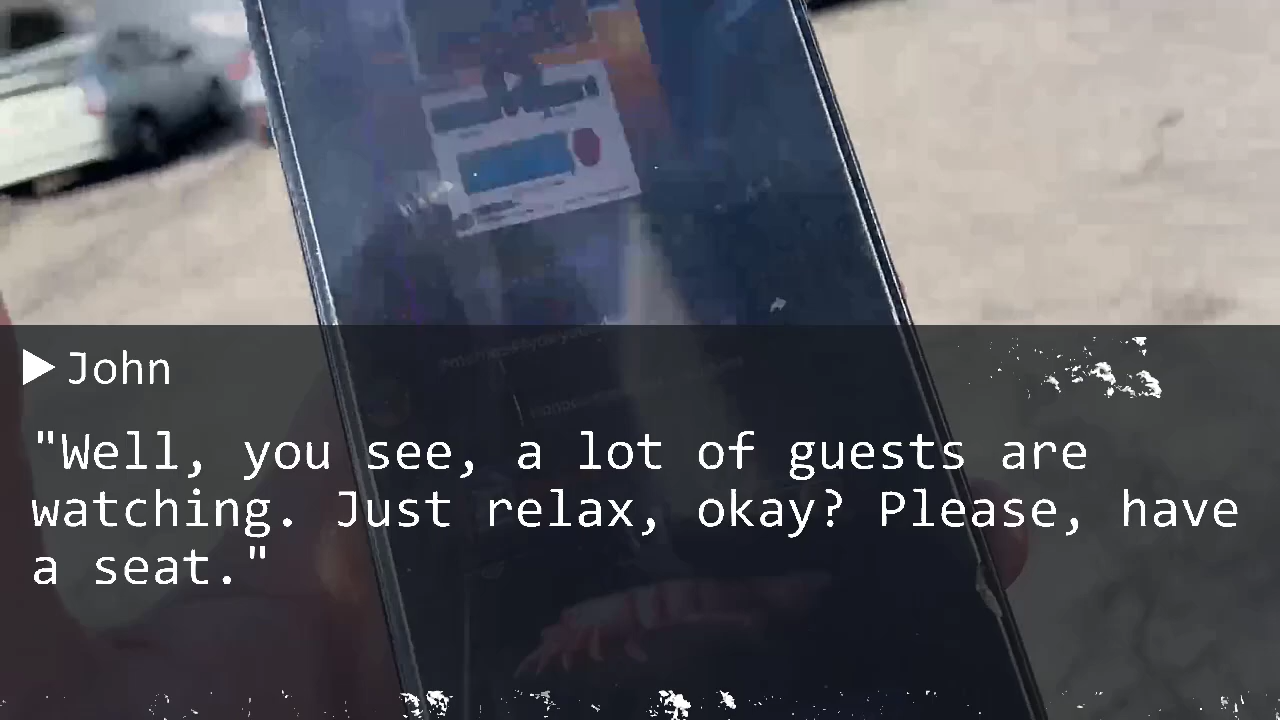 John
"Well, you see, a lot of guests are
watching. Just relax, okay? Please, have
a seat."